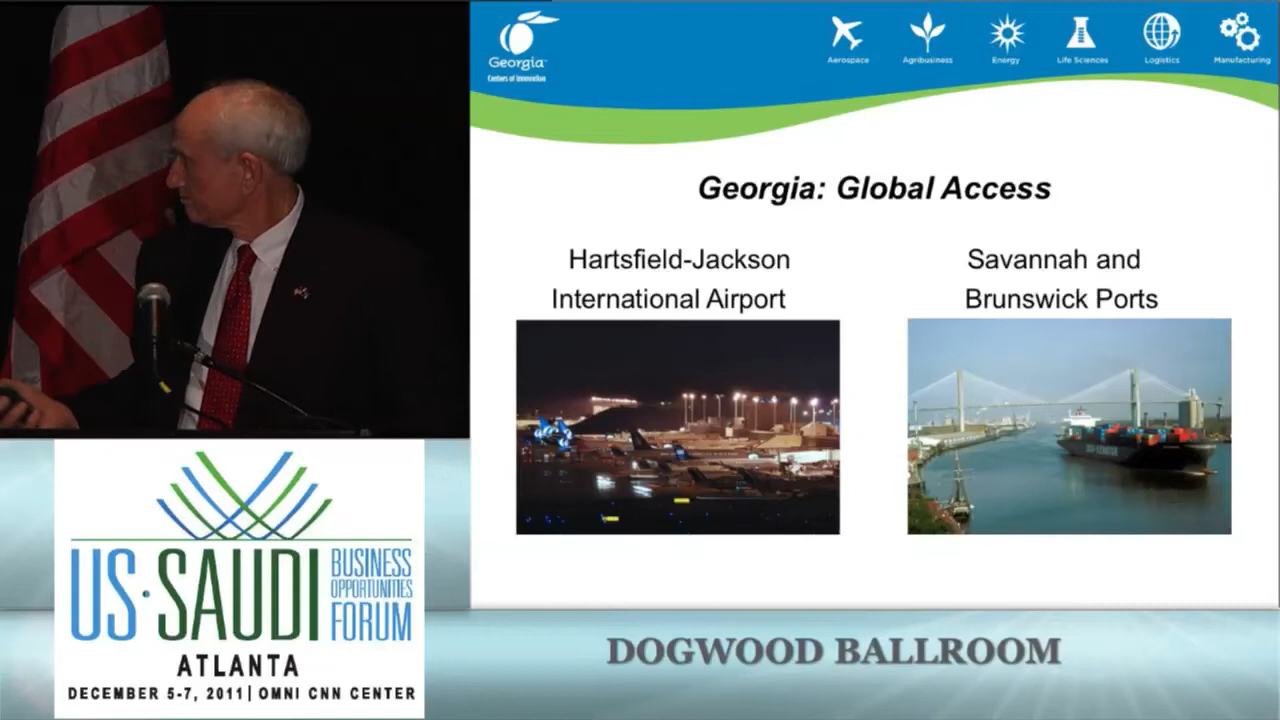 Georgia
Centers of Innovation
Aerospace
Agribusiness
Energy
Life Sciences
Logistics
Manufacturing
Georgia: Global Access
Hartsfield-Jackson
International Airport
Savannah and
Brunswick Ports
US·SAUDI
BUSINESS
OPPORTUNITIES
FORUM
ATLANTA
DECEMBER 5-7, 2011| OMNI CNN CENTER
DOGWOOD BALLROOM